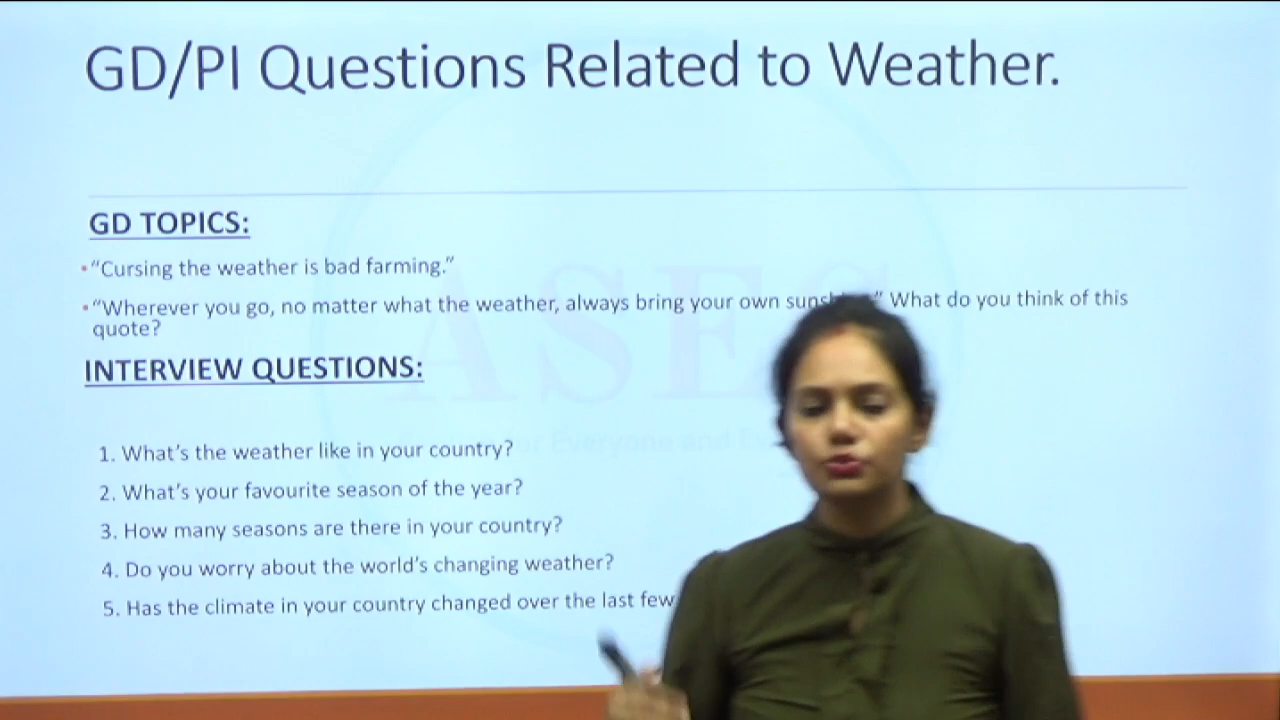 GD/PI Questions Related to Weather.
GD TOPICS:
• “Cursing the weather is bad farming.”
• “Wherever you go, no matter what the weather, always bring your own ” What do you think of this
quote?
INTERVIEW QUESTIONS:
ASEC
for Everyone and
1. What’s the weather like in your country?
2. What’s your favourite season of the year?
3. How many seasons are there in your country?
4. Do you worry about the world’s changing weather?
5. Has the climate in your country changed over the last few